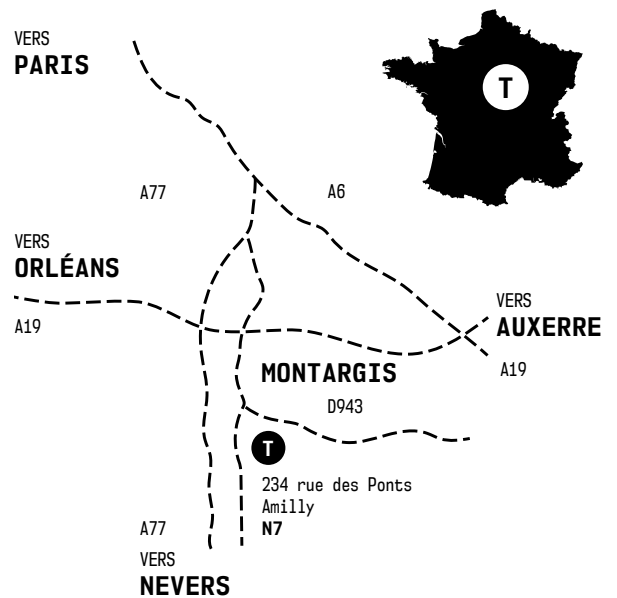 VERS
PARIS
T
A77
A6
VERS
ORLÉANS
A19
VERS
AUXERRE
A19
MONTARGIS
D943
T
234 rue des Ponts
Amilly
N7
A77
VERS
NEVERS